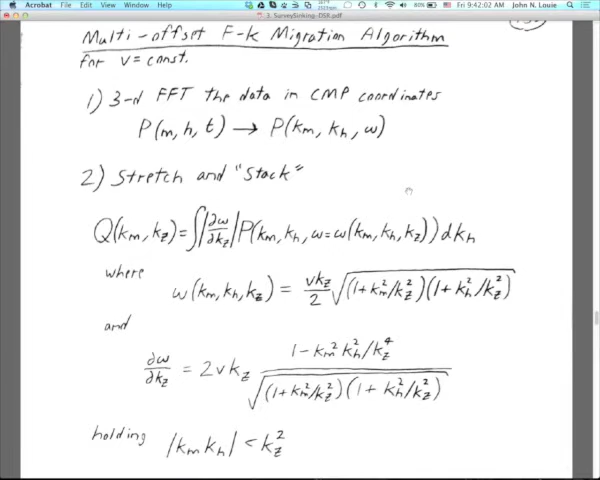 Acrobat File Edit View Window Help
80% Fri 9:42:02 AM John N. Louie
3. SurveySinking-DSR.pdf
Multi-offset F-k Migration Algorithm
for v=const.
1) 3-d FFT the data in CMP coordinates
P(m, h, t) → P(km, kh, ω)
2) Stretch and "Stack"
Q(km, kz) = ∫|∂ω/∂kz| P(km, kh, ω=ω(km, kh, kz)) dkh
where
ω(km, kh, kz) = vkz/2 √(1+km²/kz²)(1+kh²/kz²)
and
∂ω/∂kz = 2vkz (1-km²kh²/kz⁴)/√(1+km²/kz²)(1+kh²/kz²)
holding |km kh| < kz²